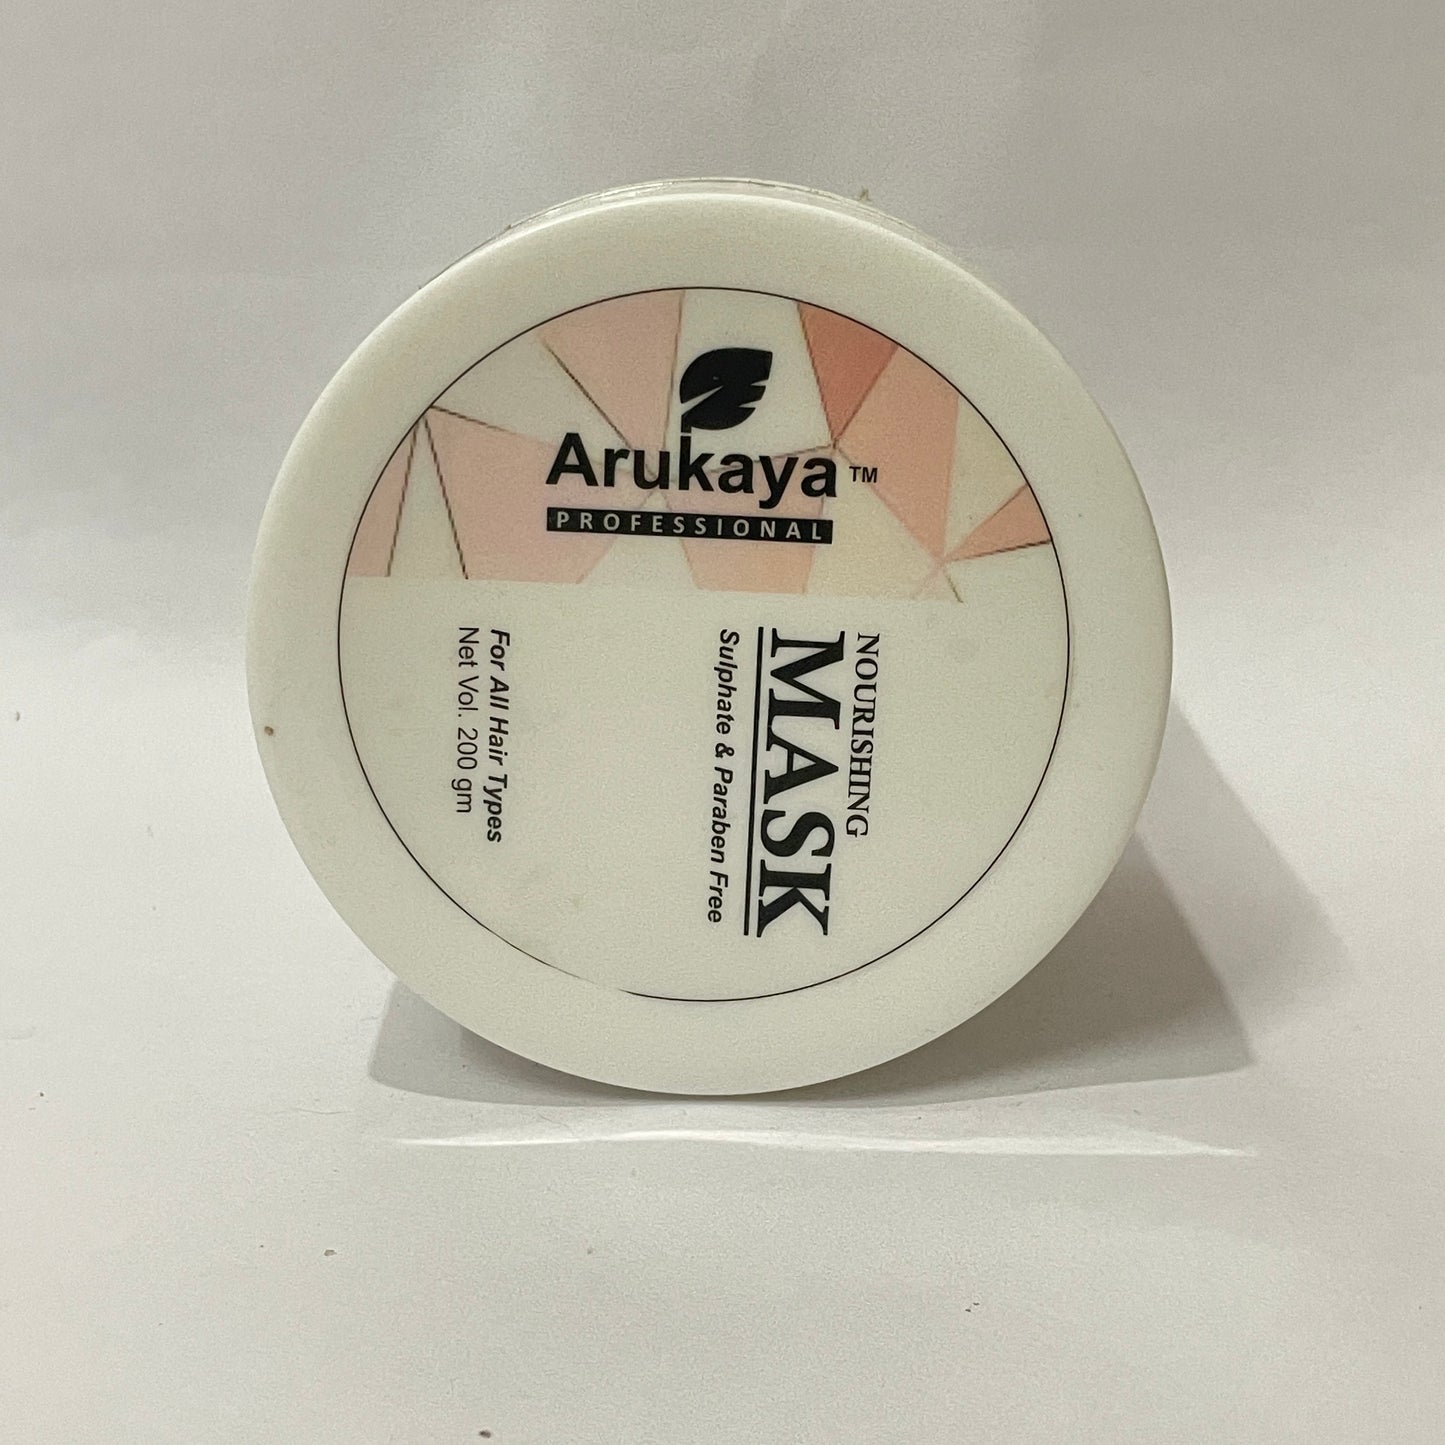 Arukaya™
PROFESSIONAL
NOURISHING
MASK
Sulphate & Paraben Free
For All Hair Types
Net Vol. 200 gm